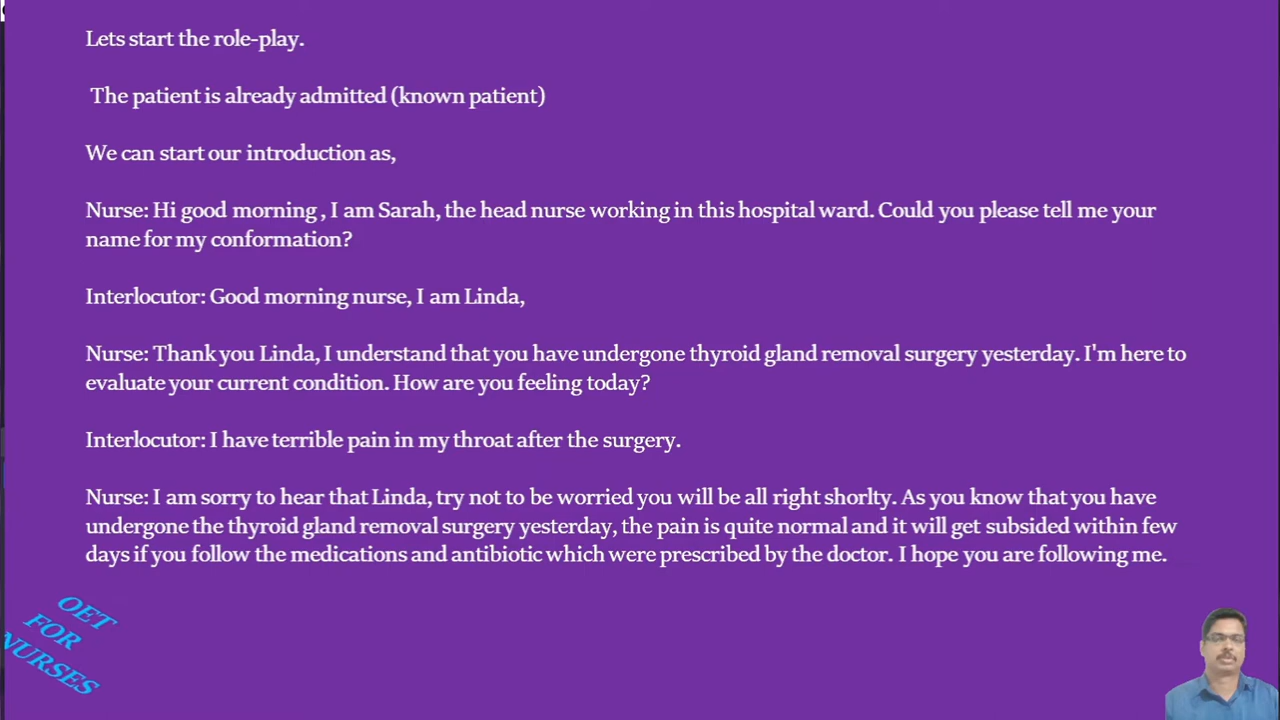 Lets start the role-play.
The patient is already admitted (known patient)
We can start our introduction as,
Nurse: Hi good morning , I am Sarah, the head nurse working in this hospital ward. Could you please tell me your
name for my conformation?
Interlocutor: Good morning nurse, I am Linda,
Nurse: Thank you Linda, I understand that you have undergone thyroid gland removal surgery yesterday. I'm here to
evaluate your current condition. How are you feeling today?
Interlocutor: I have terrible pain in my throat after the surgery.
Nurse: I am sorry to hear that Linda, try not to be worried you will be all right shorlty. As you know that you have
undergone the thyroid gland removal surgery yesterday, the pain is quite normal and it will get subsided within few
days if you follow the medications and antibiotic which were prescribed by the doctor. I hope you are following me.
OET
FOR
NURSES